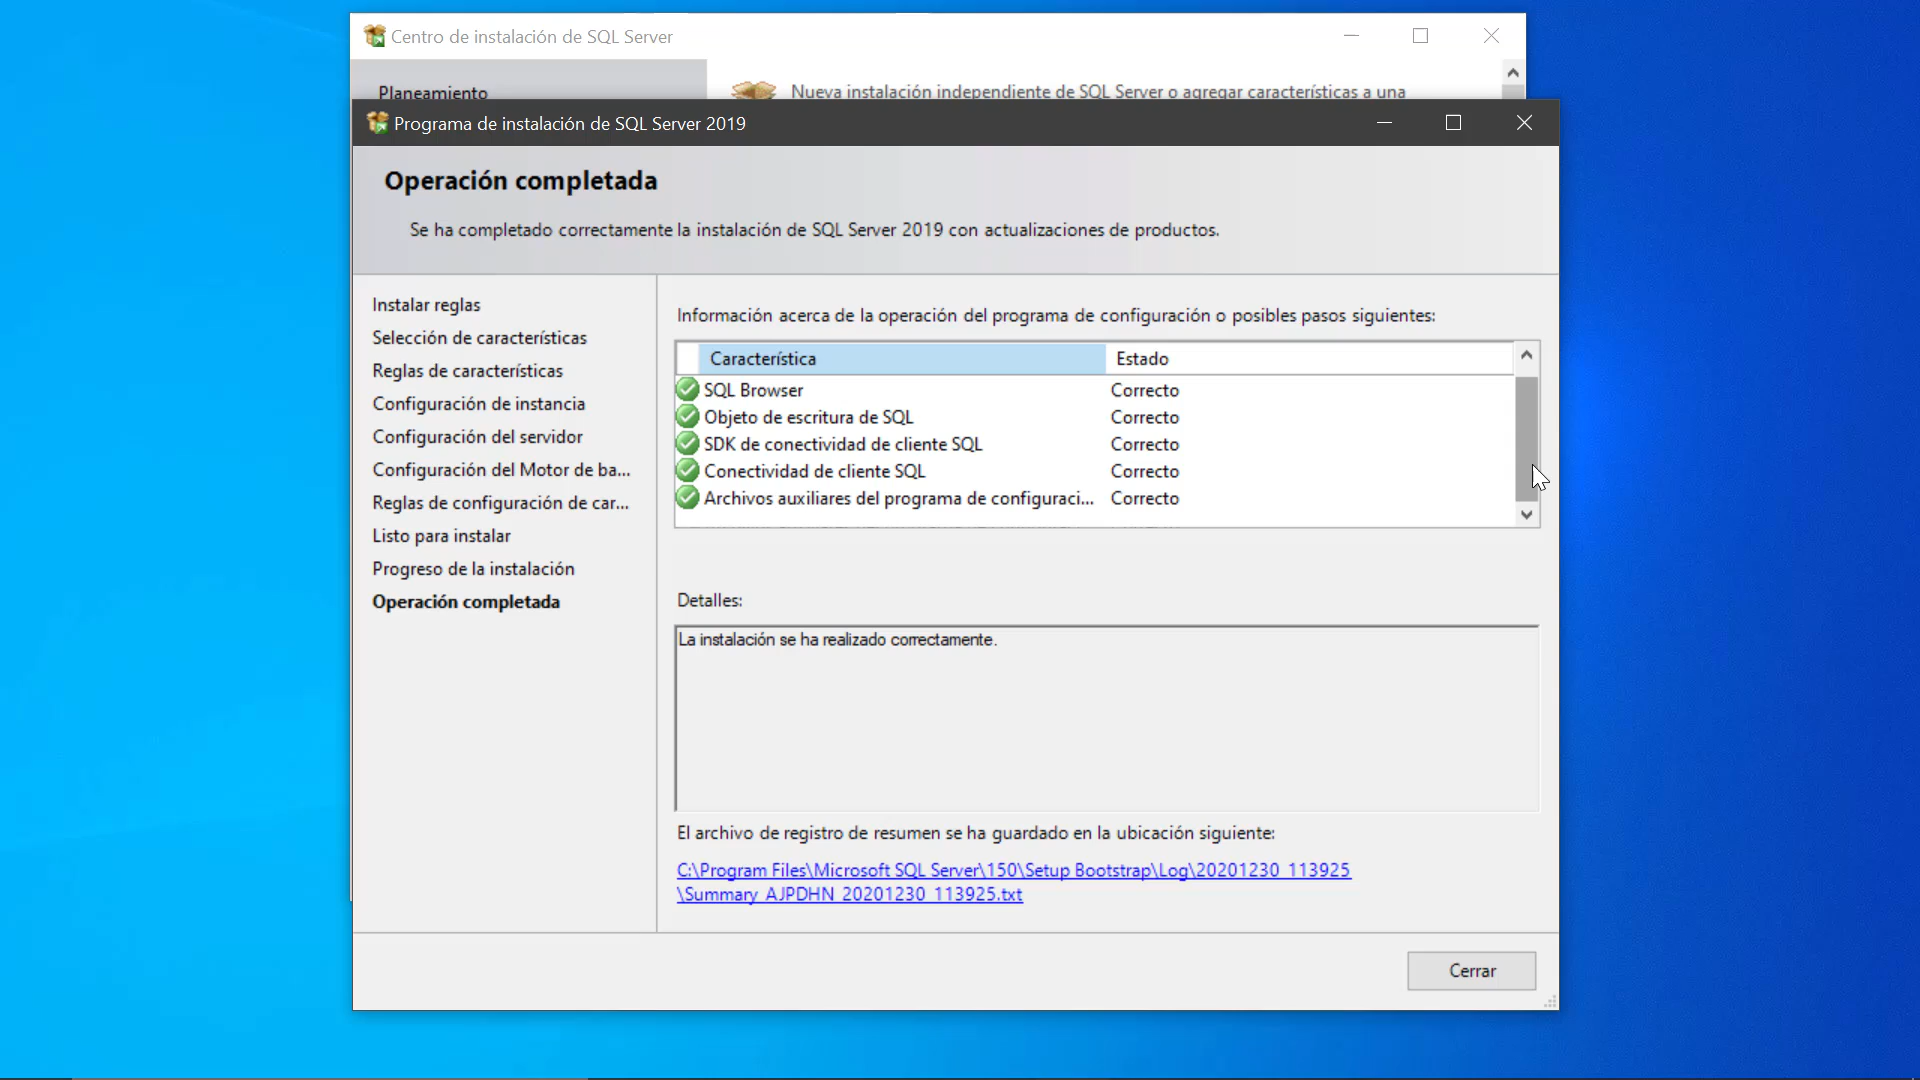 Centro de instalación de SQL Server
Planeamiento
Nueva instalación independiente de SQL Server o agregar características a una
Programa de instalación de SQL Server 2019
Operación completada
Se ha completado correctamente la instalación de SQL Server 2019 con actualizaciones de productos.
Instalar reglas
Selección de características
Reglas de características
Configuración de instancia
Configuración del servidor
Configuración del Motor de ba...
Reglas de configuración de car...
Listo para instalar
Progreso de la instalación
Operación completada
Información acerca de la operación del programa de configuración o posibles pasos siguientes:
Característica Estado
SQL Browser Correcto
Objeto de escritura de SQL Correcto
SDK de conectividad de cliente SQL Correcto
Conectividad de cliente SQL Correcto
Archivos auxiliares del programa de configuraci... Correcto
Detalles:
La instalación se ha realizado correctamente.
El archivo de registro de resumen se ha guardado en la ubicación siguiente:
C:\Program Files\Microsoft SQL Server\150\Setup Bootstrap\Log\20201230_113925
\Summary_AJPDHN_20201230_113925.txt
Cerrar